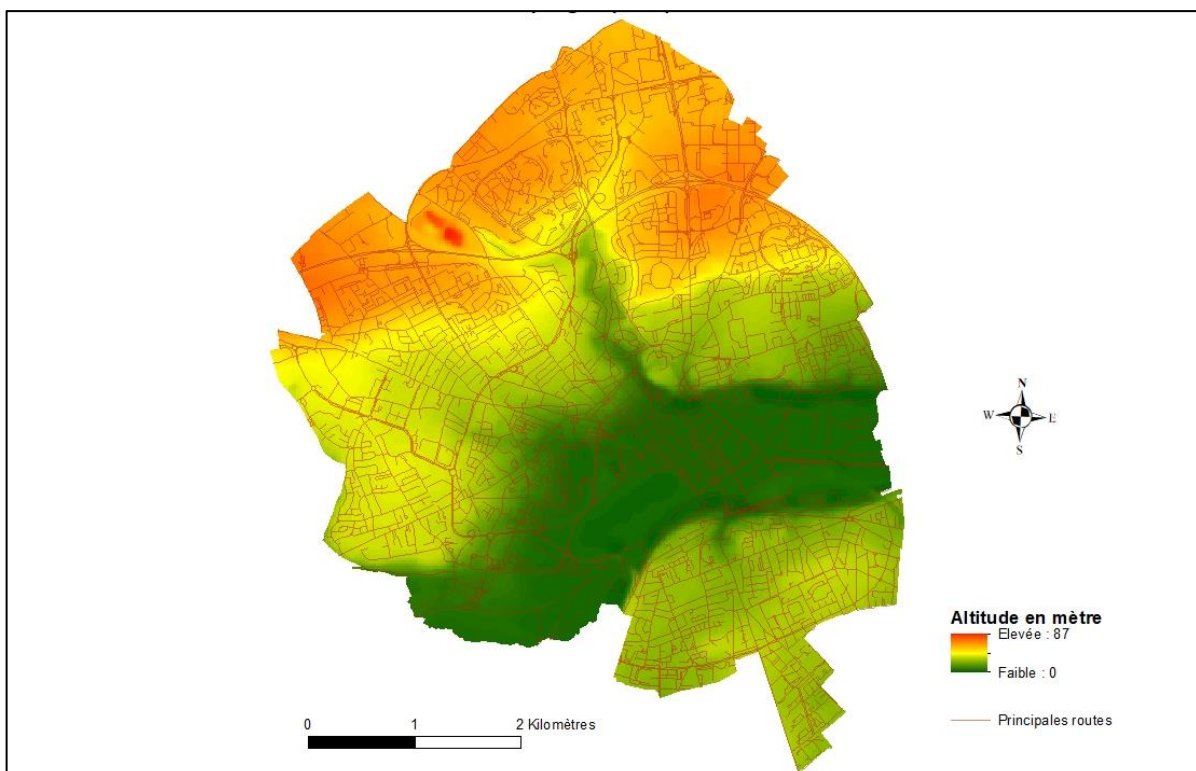 N
W E
S
Altitude en mètre
Elevée : 87
Faible : 0
0 1 2 Kilomètres
Principales routes